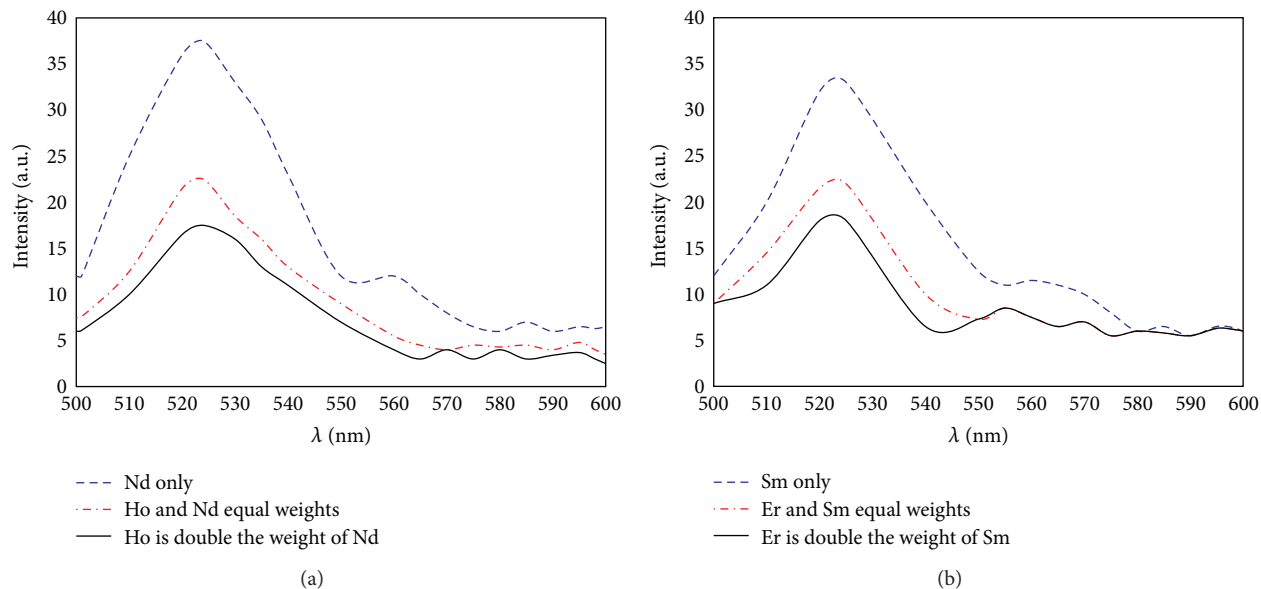 40
35
30
25
20
15
10
5
0
Intensity (a.u.)
500 510 520 530 540 550 560 570 580 590 600
λ (nm)
Nd only
Ho and Nd equal weights
Ho is double the weight of Nd
(a)
40
35
30
25
20
15
10
5
0
Intensity (a.u.)
500 510 520 530 540 550 560 570 580 590 600
λ (nm)
Sm only
Er and Sm equal weights
Er is double the weight of Sm
(b)